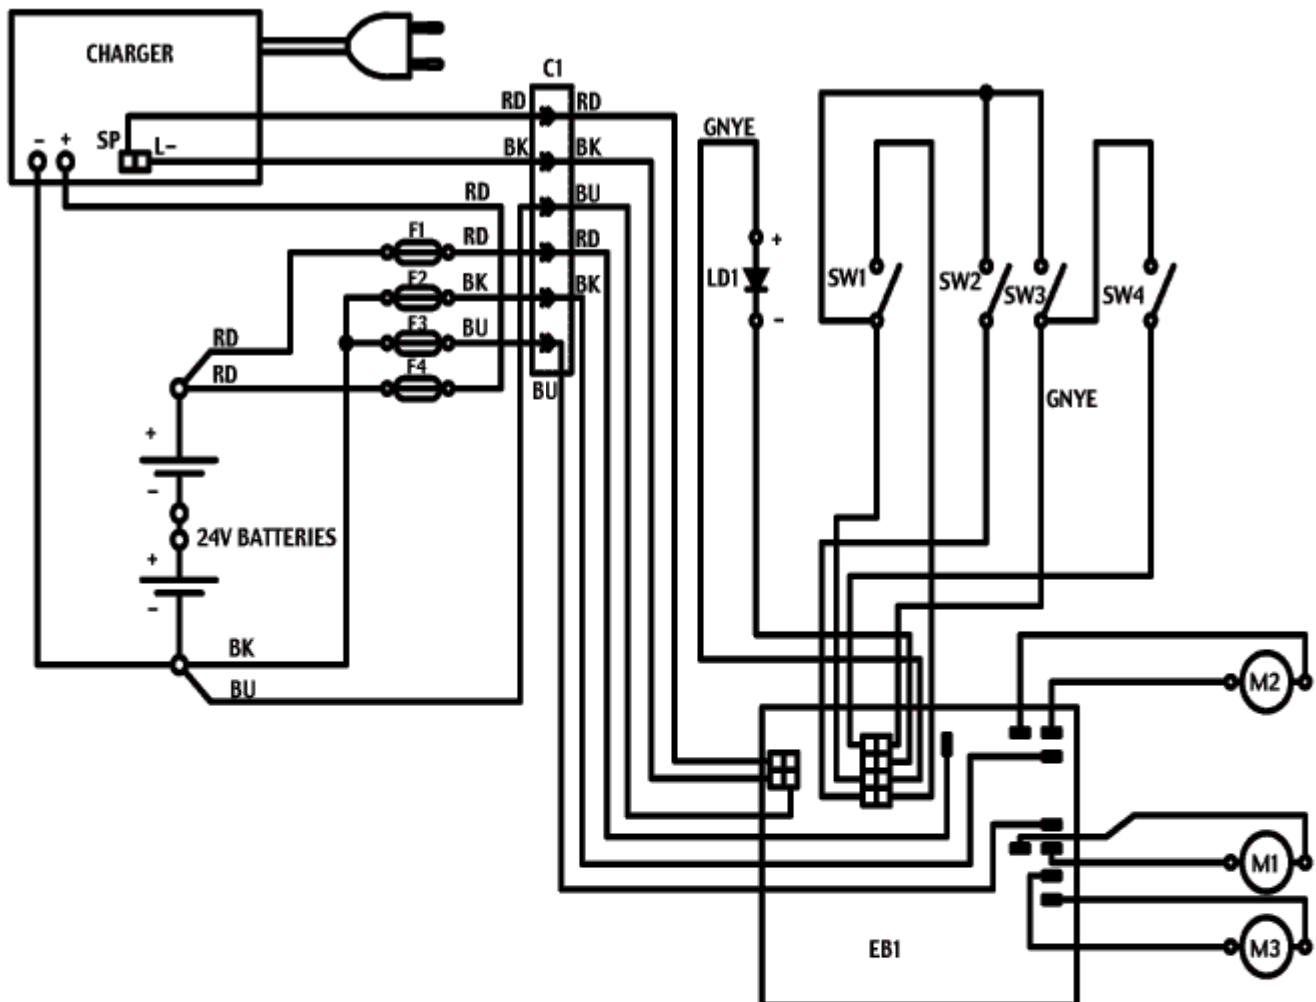 CHARGER
C1
RD
RD
GNYE
- + SP L-
BK
BK
RD
BU
F1
RD
RD
+
F2
BK
BK
LD1
SW1
SW2
SW3
SW4
F3
BU
-
RD
F4
RD
BU
GNYE
+
-
24V BATTERIES
+
-
BK
BU
M2
M1
EB1
M3